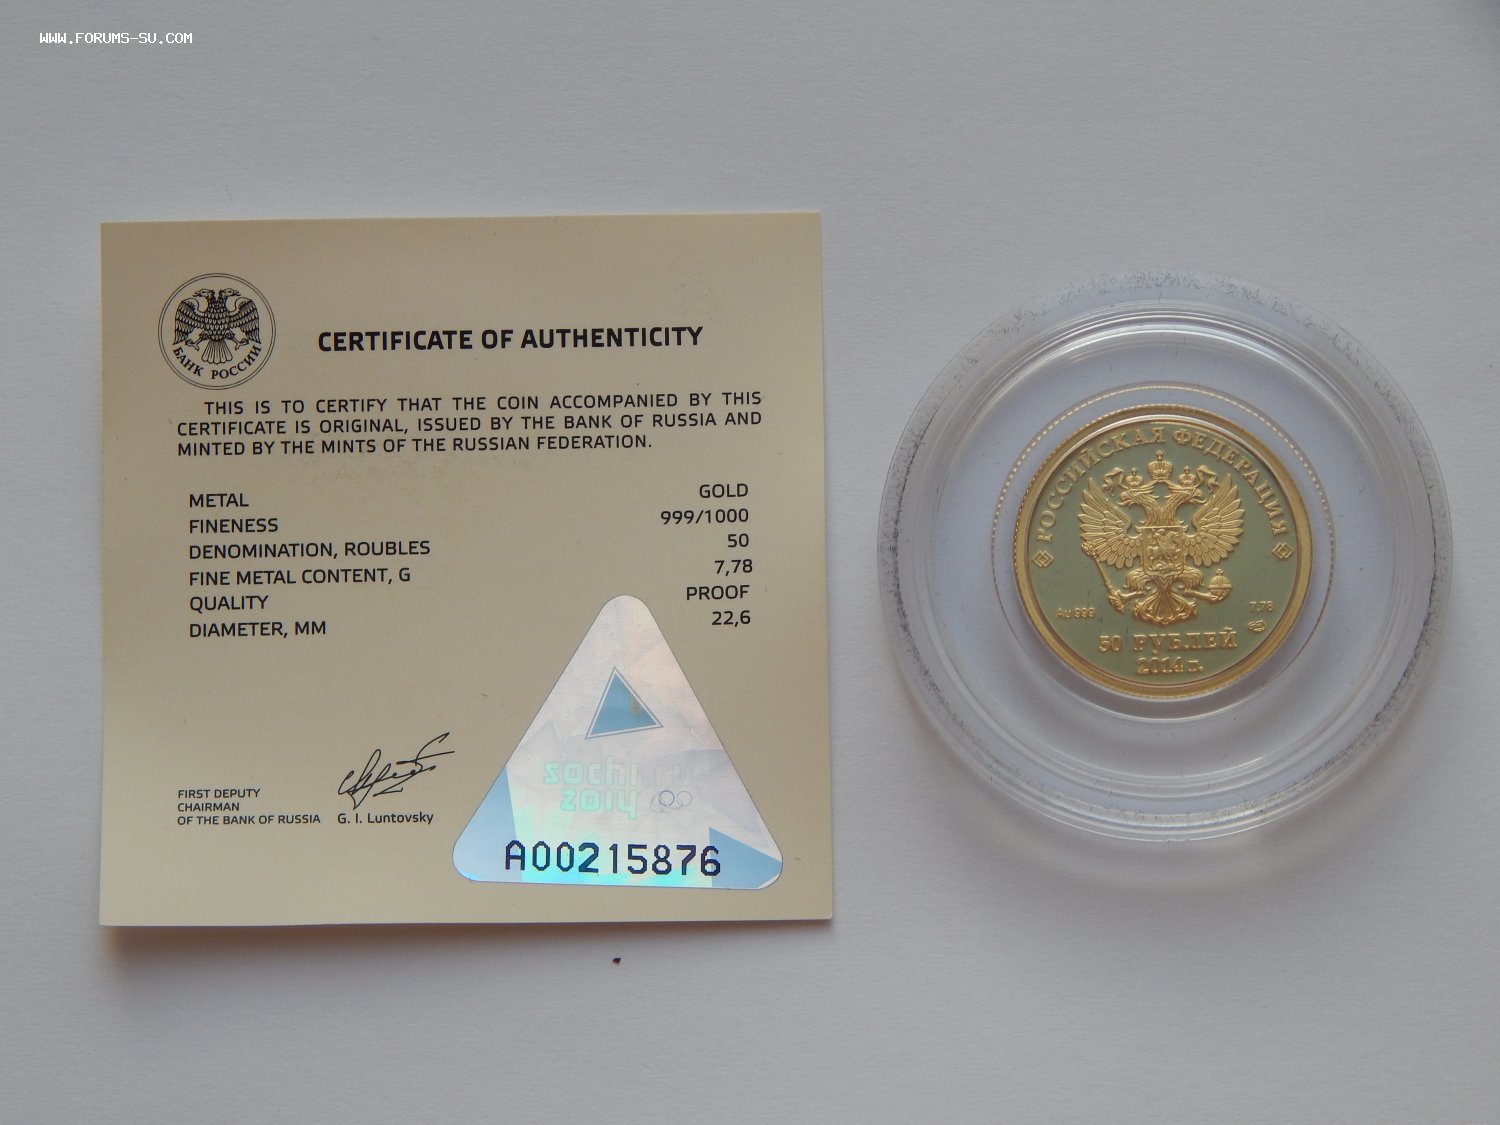 WWW.FORUMS-SU.COM
БАНК РОССИИ
CERTIFICATE OF AUTHENTICITY
THIS IS TO CERTIFY THAT THE COIN ACCOMPANIED BY THIS
CERTIFICATE IS ORIGINAL, ISSUED BY THE BANK OF RUSSIA AND
MINTED BY THE MINTS OF THE RUSSIAN FEDERATION.
METAL GOLD
FINENESS 999/1000
DENOMINATION, ROUBLES 50
FINE METAL CONTENT, G 7,78
QUALITY PROOF
DIAMETER, MM 22,6
FIRST DEPUTY
CHAIRMAN
OF THE BANK OF RUSSIA G. I. Luntovsky
sochi.ru
2014
A00215876
РОССИЙСКАЯ ФЕДЕРАЦИЯ
Au 999 7,78
50 РУБЛЕЙ
2014 г.